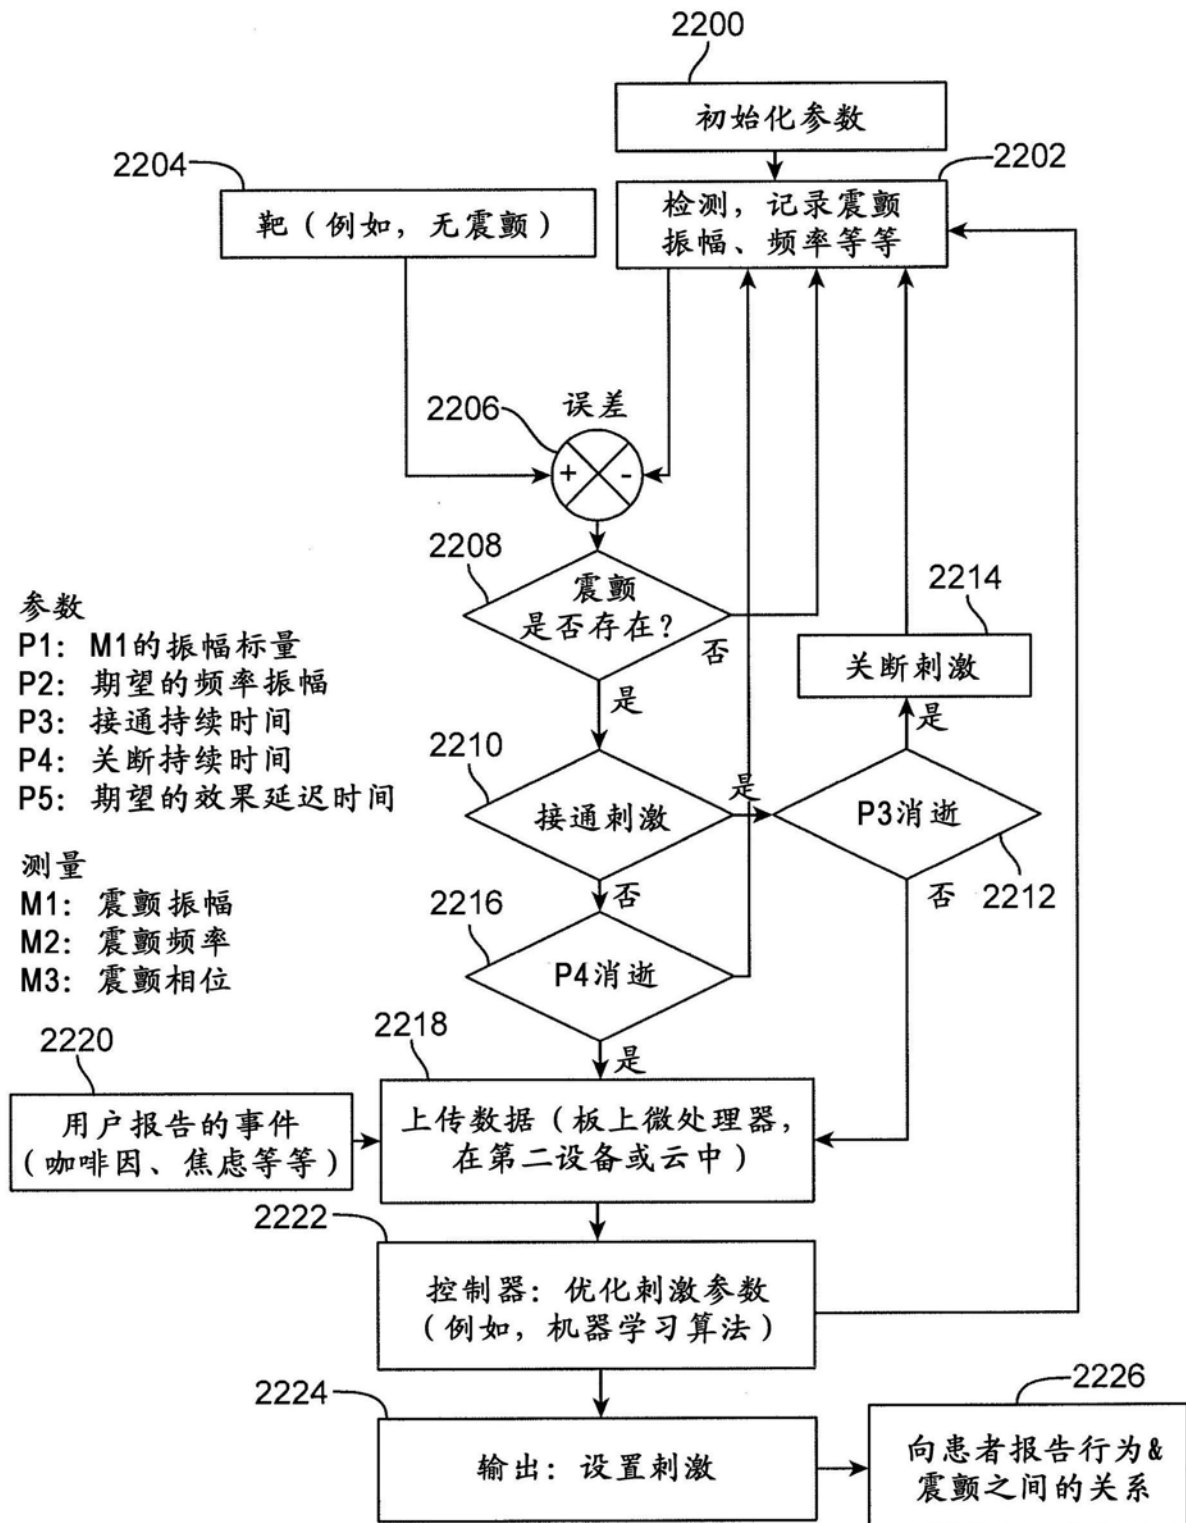 2200
初始化参数
2204
2202
靶（例如，无震颤）
检测，记录震颤
振幅、频率等等
2206
误差
+
-
2208
震颤
是否存在？
否
是
2214
关断刺激
是
参数
P1: M1的振幅标量
P2: 期望的频率振幅
P3: 接通持续时间
P4: 关断持续时间
P5: 期望的效果延迟时间
测量
M1: 震颤振幅
M2: 震颤频率
M3: 震颤相位
2210
接通刺激
是
P3消逝
2212
否
否
2216
P4消逝
是
2220
用户报告的事件
（咖啡因、焦虑等等）
2218
上传数据（板上微处理器，
在第二设备或云中）
2222
控制器: 优化刺激参数
（例如，机器学习算法）
2224
输出: 设置刺激
2226
向患者报告行为&
震颤之间的关系